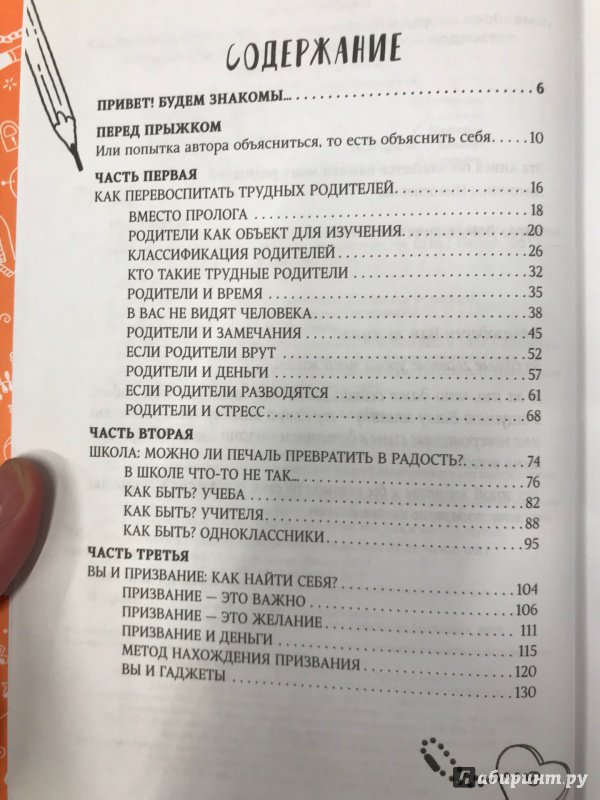 СОДЕРЖАНИЕ
ПРИВЕТ! БУДЕМ ЗНАКОМЫ... 6
ПЕРЕД ПРЫЖКОМ
Или попытка автора объясниться, то есть объяснить себя. 10
ЧАСТЬ ПЕРВАЯ
КАК ПЕРЕВОСПИТАТЬ ТРУДНЫХ РОДИТЕЛЕЙ. 16
ВМЕСТО ПРОЛОГА 18
РОДИТЕЛИ КАК ОБЪЕКТ ДЛЯ ИЗУЧЕНИЯ. 20
КЛАССИФИКАЦИЯ РОДИТЕЛЕЙ 26
КТО ТАКИЕ ТРУДНЫЕ РОДИТЕЛИ 32
РОДИТЕЛИ И ВРЕМЯ 35
В ВАС НЕ ВИДЯТ ЧЕЛОВЕКА 38
РОДИТЕЛИ И ЗАМЕЧАНИЯ 45
ЕСЛИ РОДИТЕЛИ ВРУТ 52
РОДИТЕЛИ И ДЕНЬГИ 57
ЕСЛИ РОДИТЕЛИ РАЗВОДЯТСЯ 61
РОДИТЕЛИ И СТРЕСС 68
ЧАСТЬ ВТОРАЯ
ШКОЛА: МОЖНО ЛИ ПЕЧАЛЬ ПРЕВРАТИТЬ В РАДОСТЬ? 74
В ШКОЛЕ ЧТО-ТО НЕ ТАК... 76
КАК БЫТЬ? УЧЕБА 82
КАК БЫТЬ? УЧИТЕЛЯ 88
КАК БЫТЬ? ОДНОКЛАССНИКИ 95
ЧАСТЬ ТРЕТЬЯ
ВЫ И ПРИЗВАНИЕ: КАК НАЙТИ СЕБЯ? 104
ПРИЗВАНИЕ — ЭТО ВАЖНО 106
ПРИЗВАНИЕ — ЭТО ЖЕЛАНИЕ 111
ПРИЗВАНИЕ И ДЕНЬГИ 115
МЕТОД НАХОЖДЕНИЯ ПРИЗВАНИЯ 120
ВЫ И ГАДЖЕТЫ 130
Лабиринт.ру